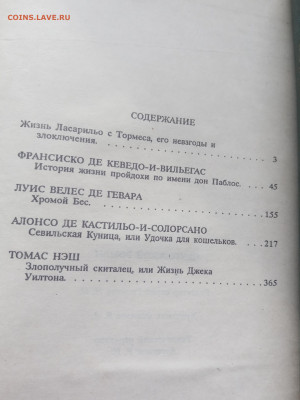 COINS.LAVE.RU
СОДЕРЖАНИЕ
Жизнь Ласарильо с Тормеса, его невзгоды и
злоключения. . . . . . . . . . . . . . . . . 3
ФРАНСИСКО ДЕ КЕВЕДО-И-ВИЛЬЕГАС
История жизни пройдохи по имени дон Паблос. . 45
ЛУИС ВЕЛЕС ДЕ ГЕВАРА
Хромой Бес. . . . . . . . . . . . . . . . . 155
АЛОНСО ДЕ КАСТИЛЬО-И-СОЛОРСАНО
Севильская Куница, или Удочка для кошельков. . 217
ТОМАС НЭШ
Злополучный скиталец, или Жизнь Джека
Уилтона. . . . . . . . . . . . . . . . . . 365